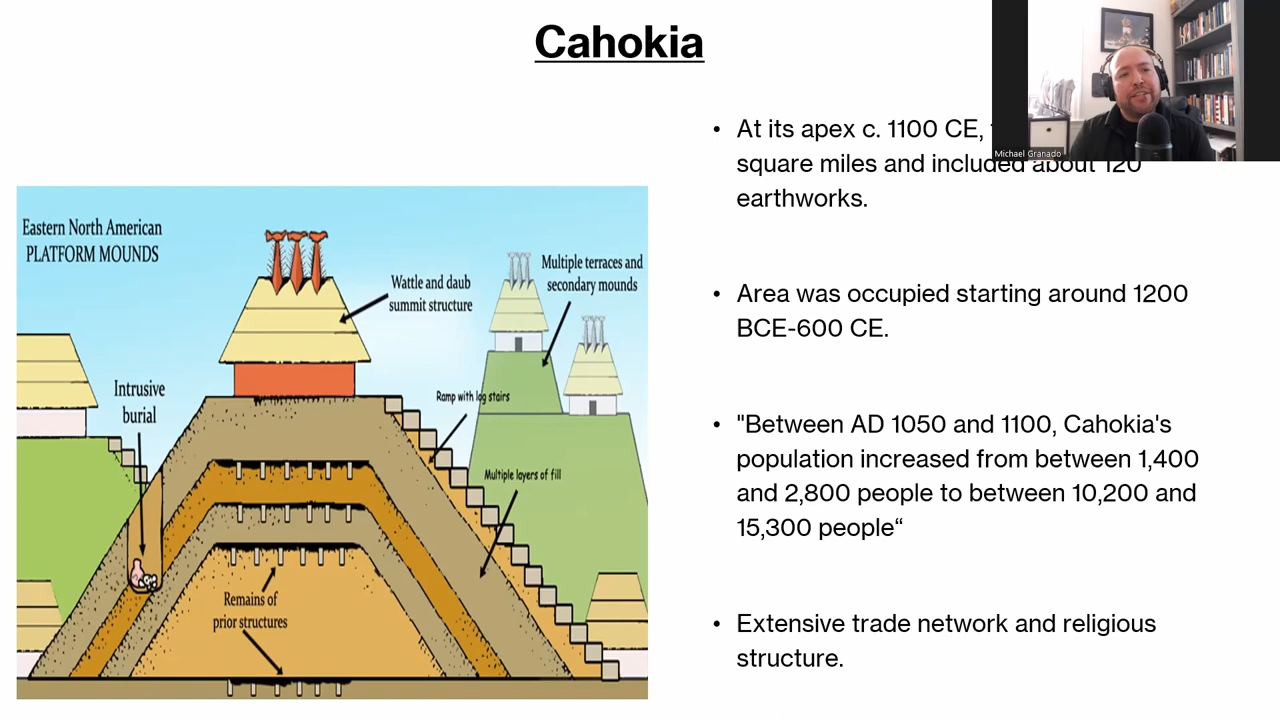 Cahokia
Michael Granado
• At its apex c. 1100 CE,
square miles and included about 120
earthworks.
• Area was occupied starting around 1200
BCE-600 CE.
• "Between AD 1050 and 1100, Cahokia's
population increased from between 1,400
and 2,800 people to between 10,200 and
15,300 people“
• Extensive trade network and religious
structure.
Eastern North American
PLATFORM MOUNDS
Wattle and daub
summit structure
Multiple terraces and
secondary mounds
Intrusive
burial
Ramp with log stairs
Multiple layers of fill
Remains of
prior structures